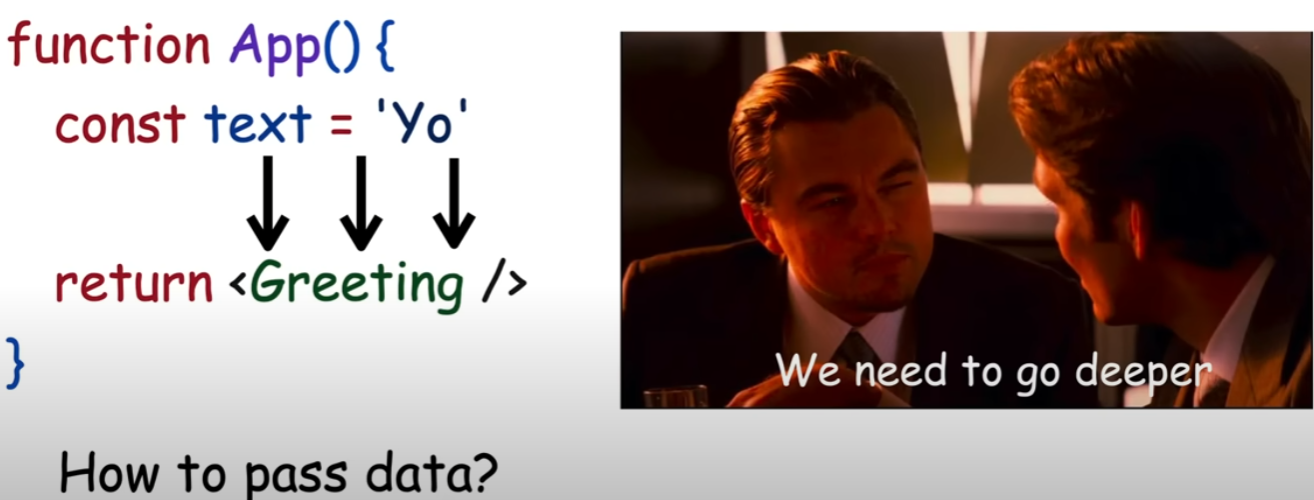 function App() {
const text = 'Yo'
return <Greeting />
}
How to pass data?
We need to go deeper